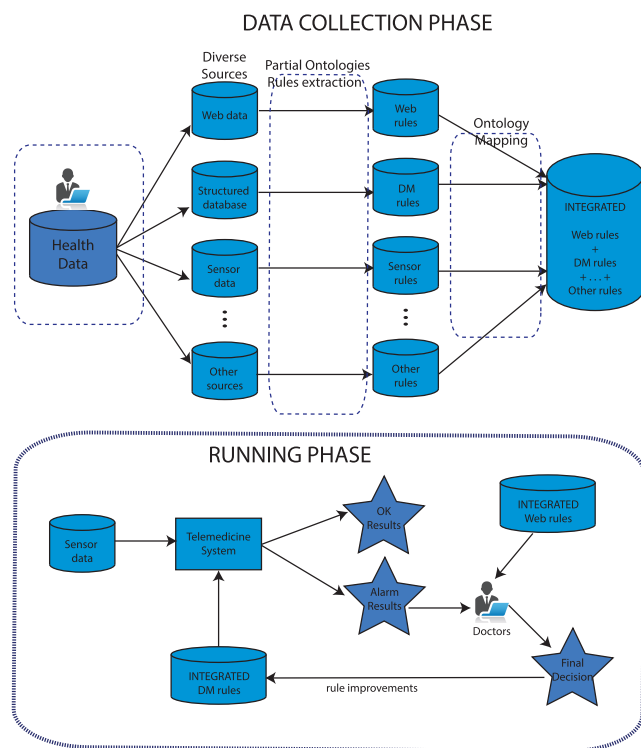 DATA COLLECTION PHASE
Diverse
Sources
Partial Ontologies
Rules extraction
Ontology
Mapping
Health
Data
Web data
Structured
database
Sensor
data
Other
sources
Web
rules
DM
rules
Sensor
rules
Other
rules
INTEGRATED
Web rules
+
DM rules
+ . . . +
Other rules
RUNNING PHASE
Sensor
data
Telemedicine
System
OK
Results
Alarm
Results
INTEGRATED
Web rules
Doctors
Final
Decision
INTEGRATED
DM rules
rule improvements